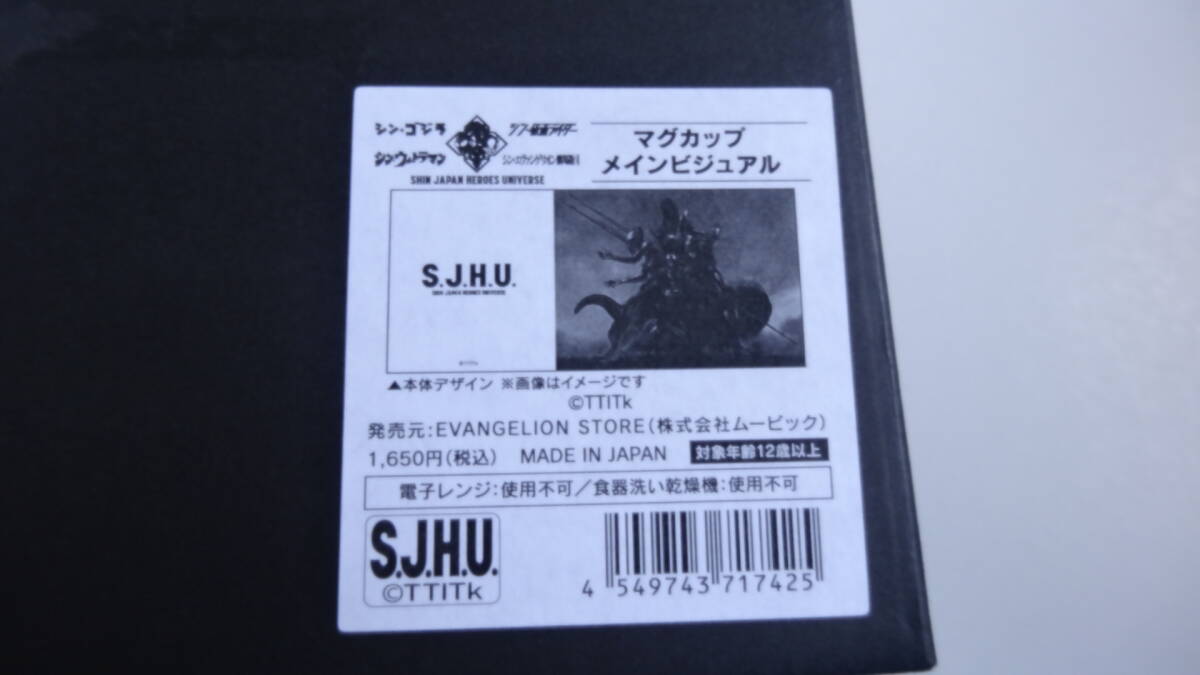 シン・ゴジラ
シン・仮面ライダー
シン・ウルトラマン
シン・エヴァンゲリオン劇場版:||
SHIN JAPAN HEROES UNIVERSE
マグカップ
メインビジュアル
S.J.H.U.
SHIN JAPAN HEROES UNIVERSE
▲本体デザイン ※画像はイメージです
©TTITk
発売元:EVANGELION STORE(株式会社ムービック)
1,650円(税込) MADE IN JAPAN 対象年齢12歳以上
電子レンジ:使用不可/食器洗い乾燥機:使用不可
S.J.H.U.
©TTITk
4 549743 717425